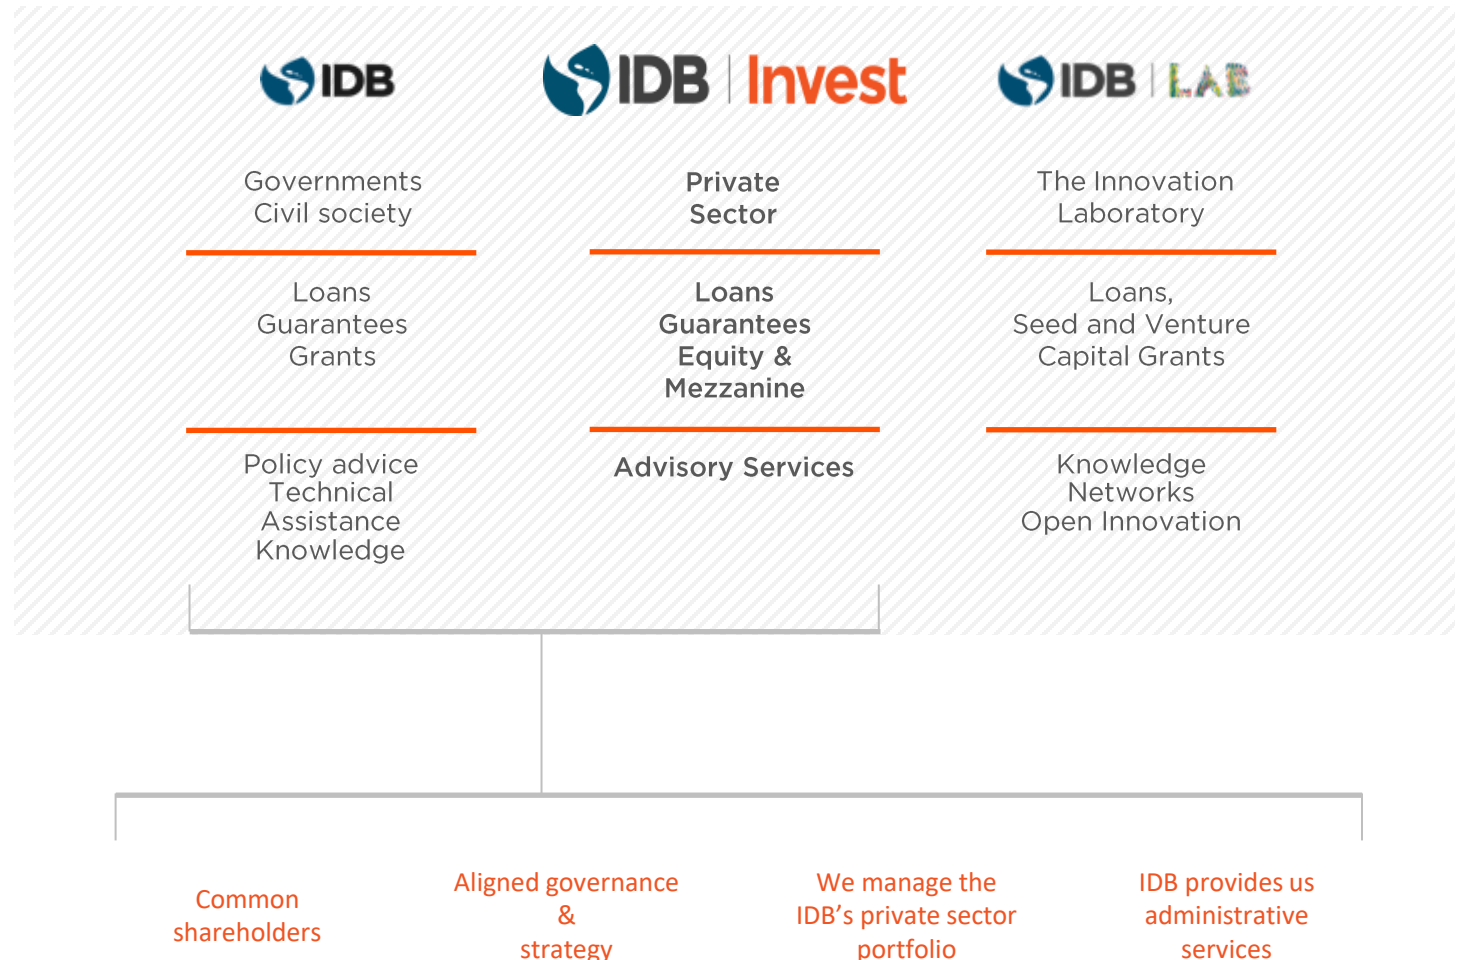 IDB
IDB | Invest
IDB | LAB
Governments
Civil society
Private
Sector
The Innovation
Laboratory
Loans
Guarantees
Grants
Loans
Guarantees
Equity &
Mezzanine
Loans,
Seed and Venture
Capital Grants
Policy advice
Technical
Assistance
Knowledge
Advisory Services
Knowledge
Networks
Open Innovation
Common
shareholders
Aligned governance
&
strategy
We manage the
IDB’s private sector
portfolio
IDB provides us
administrative
services